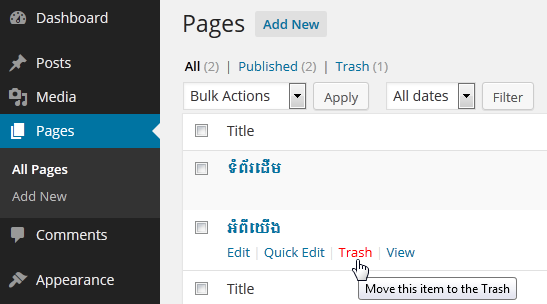 Dashboard
Posts
Media
Pages
All Pages
Add New
Comments
Appearance
Pages Add New
All (2) | Published (2) | Trash (1)
Bulk Actions Apply All dates Filter
Title
ទំព័រដើម
អំពីយើង
Edit | Quick Edit | Trash | View
Move this item to the Trash
Title